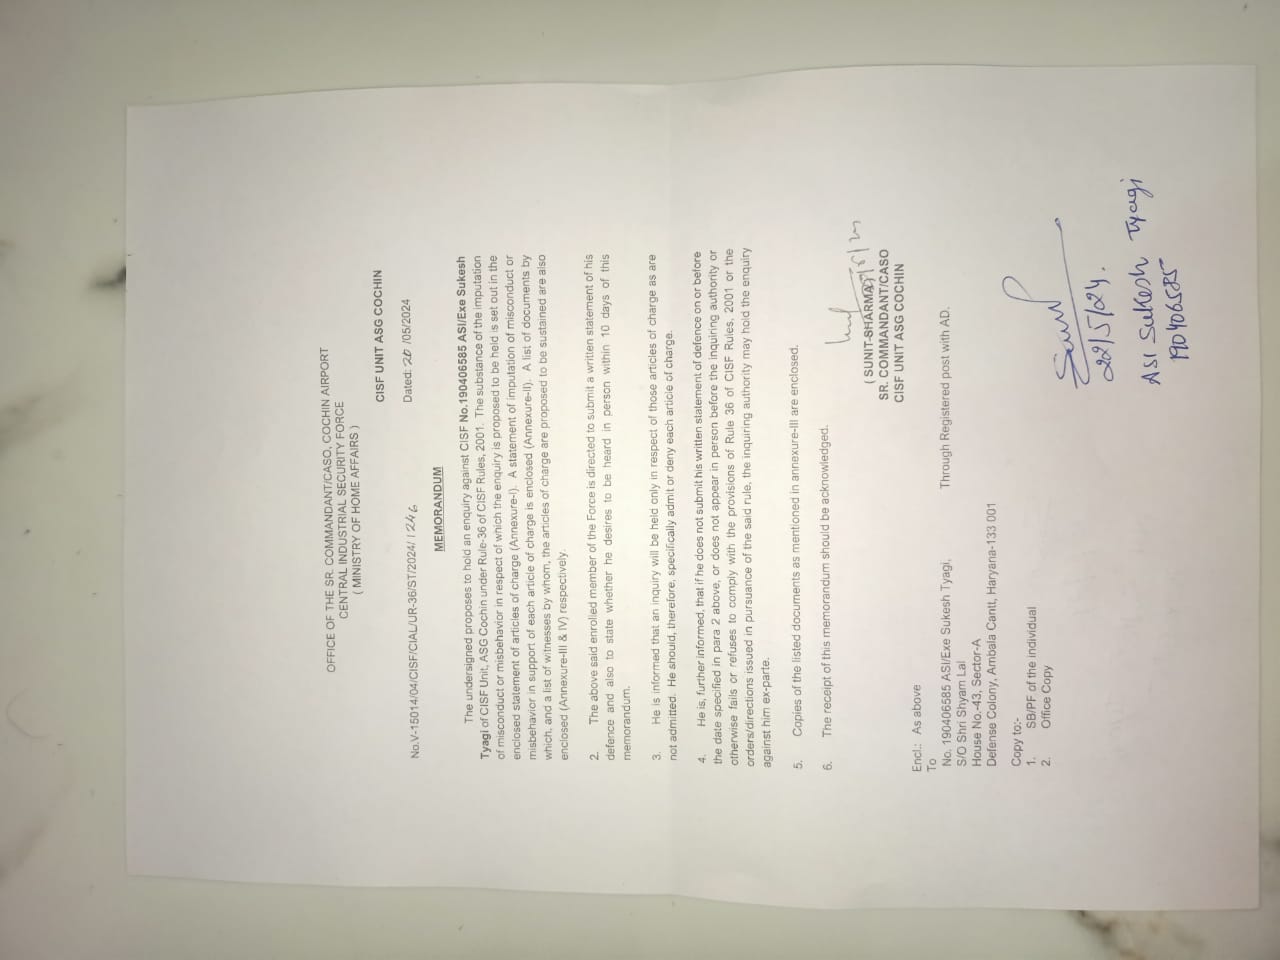 OFFICE OF THE SR. COMMANDANT/CASO, COCHIN AIRPORT
CENTRAL INDUSTRIAL SECURITY FORCE
( MINISTRY OF HOME AFFAIRS )
CISF UNIT ASG COCHIN
No.V-15014/04/CISF/CIAL/UR-36/ST/2024/1246 Dated: 20 /05/2024
MEMORANDUM
The undersigned proposes to hold an enquiry against CISF No.190406585 ASI/Exe Sukesh
Tyagi of CISF Unit, ASG Cochin under Rule-36 of CISF Rules, 2001. The substance of the imputation
of misconduct or misbehavior in respect of which the enquiry is proposed to be held is set out in the
enclosed statement of articles of charge (Annexure-I). A statement of imputation of misconduct or
misbehavior in support of each article of charge is enclosed (Annexure-II). A list of documents by
which, and a list of witnesses by whom, the articles of charge are proposed to be sustained are also
enclosed (Annexure-III & IV) respectively.
2. The above said enrolled member of the Force is directed to submit a written statement of his
defence and also to state whether he desires to be heard in person within 10 days of this
memorandum.
3. He is informed that an inquiry will be held only in respect of those articles of charge as are
not admitted. He should, therefore, specifically admit or deny each article of charge.
4. He is, further informed, that if he does not submit his written statement of defence on or before
the date specified in para 2 above, or does not appear in person before the inquiring authority or
otherwise fails or refuses to comply with the provisions of Rule 36 of CISF Rules, 2001 or the
orders/directions issued in pursuance of the said rule, the inquiring authority may hold the enquiry
against him ex-parte.
5. Copies of the listed documents as mentioned in annexure-III are enclosed.
6. The receipt of this memorandum should be acknowledged.
( SUNIT SHARMA )
SR. COMMANDANT/CASO
CISF UNIT ASG COCHIN
Encl.: As above
To
No. 190406585 ASI/Exe Sukesh Tyagi, Through Registered post with AD.
S/O Shri Shyam Lal
House No.-43, Sector-A
Defense Colony, Ambala Cantt, Haryana-133 001
Copy to:-
1. SB/PF of the individual
2. Office Copy
22/5/24.
ASI Sukesh Tyagi
190406585